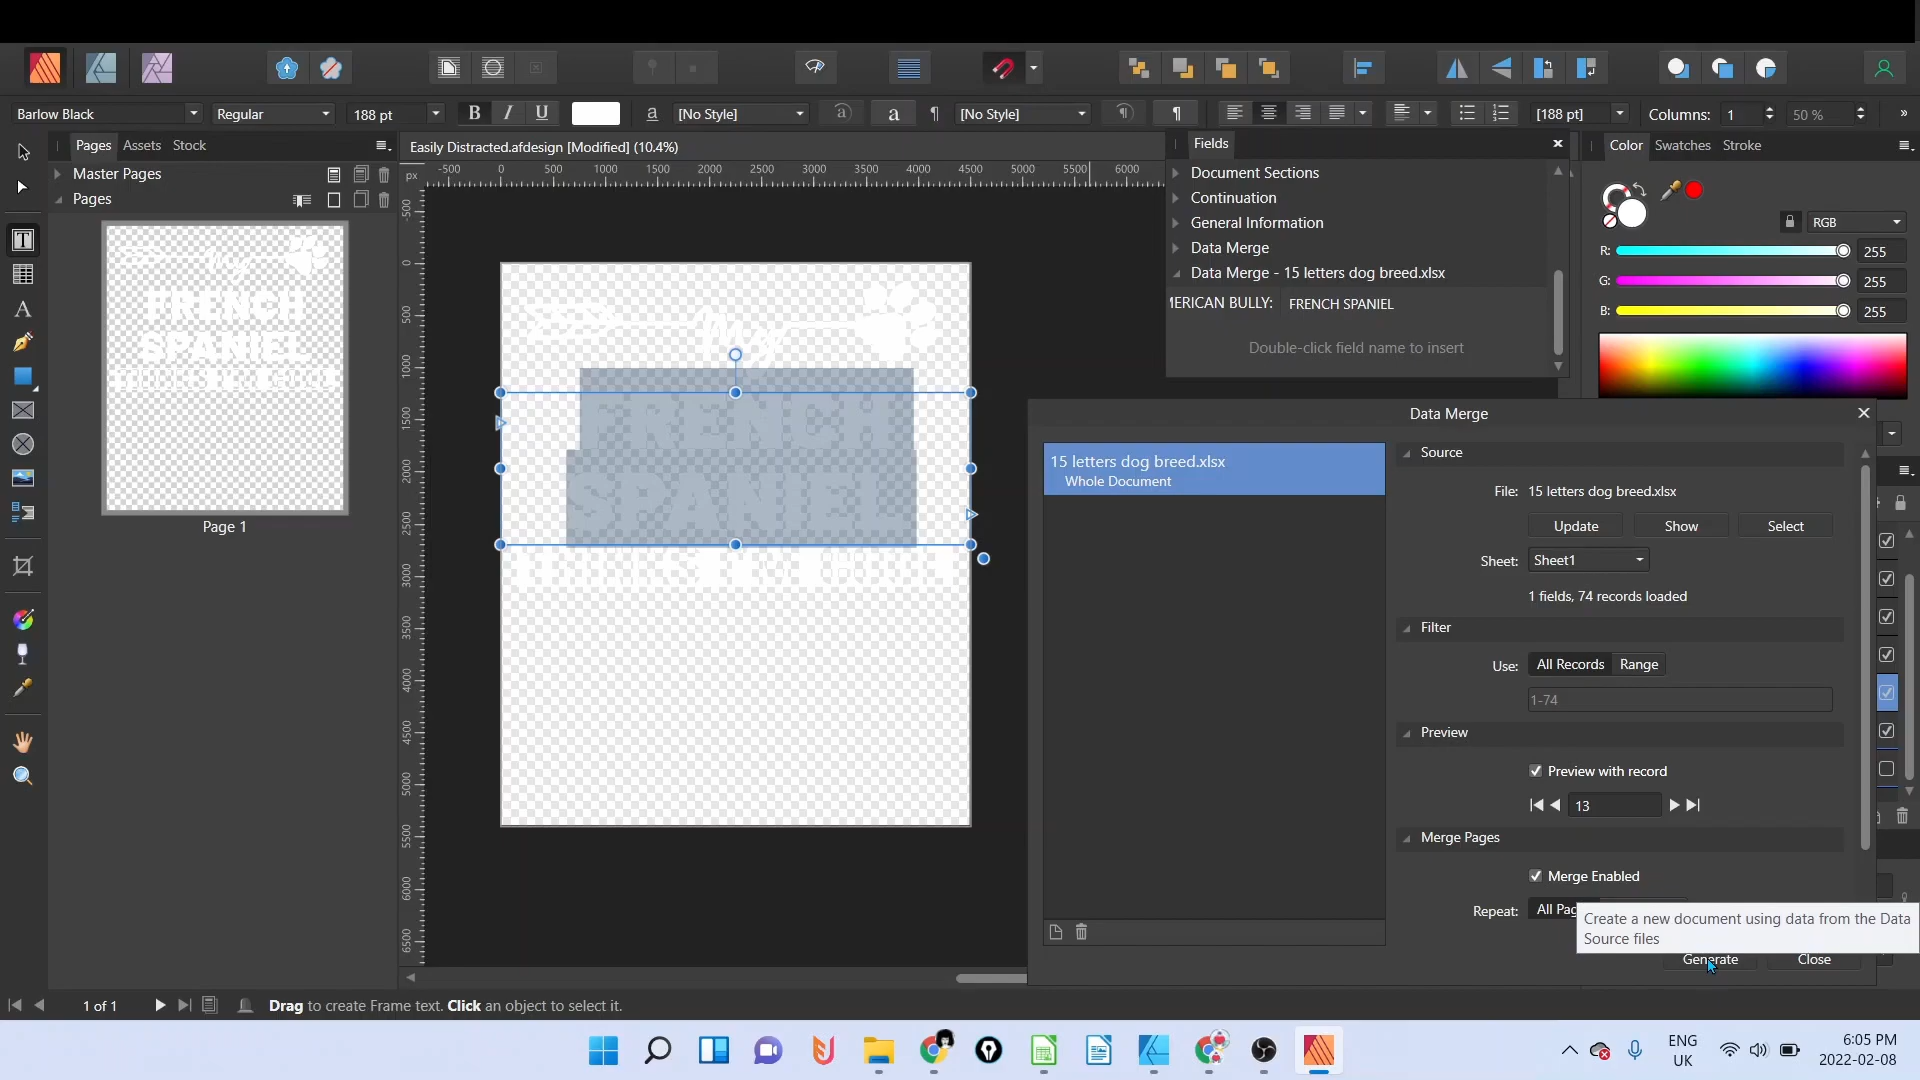 Barlow Black
Regular
188 pt
B I U
a
[No Style]
a
a
¶
[No Style]
¶
¶
[188 pt]
Columns: 1
50 %
»
Pages Assets Stock
Master Pages
Pages
My
FRENCH
SPANIEL
Page 1
Easily Distracted.afdesign [Modified] (10.4%)
px
-500 0 500 1000 1500 2000 2500 3000 3500 4000 4500 5000 5500 6000
-500
0
500
1000
1500
2000
2500
3000
3500
4000
4500
5000
5500
6000
6500
My
FRENCH
SPANIEL
Fields
Document Sections
Continuation
General Information
Data Merge
Data Merge - 15 letters dog breed.xlsx
MERICAN BULLY: FRENCH SPANIEL
Double-click field name to insert
Color Swatches Stroke
RGB
R: 255
G: 255
B: 255
Data Merge
15 letters dog breed.xlsx
Whole Document
Source
File: 15 letters dog breed.xlsx
Update Show Select
Sheet: Sheet1
1 fields, 74 records loaded
Filter
Use: All Records Range
1-74
Preview
Preview with record
13
Merge Pages
Merge Enabled
Repeat: All Pag
Create a new document using data from the Data
Source files
Generate Close
1 of 1
Drag to create Frame text. Click an object to select it.
ENG
UK
6:05 PM
2022-02-08